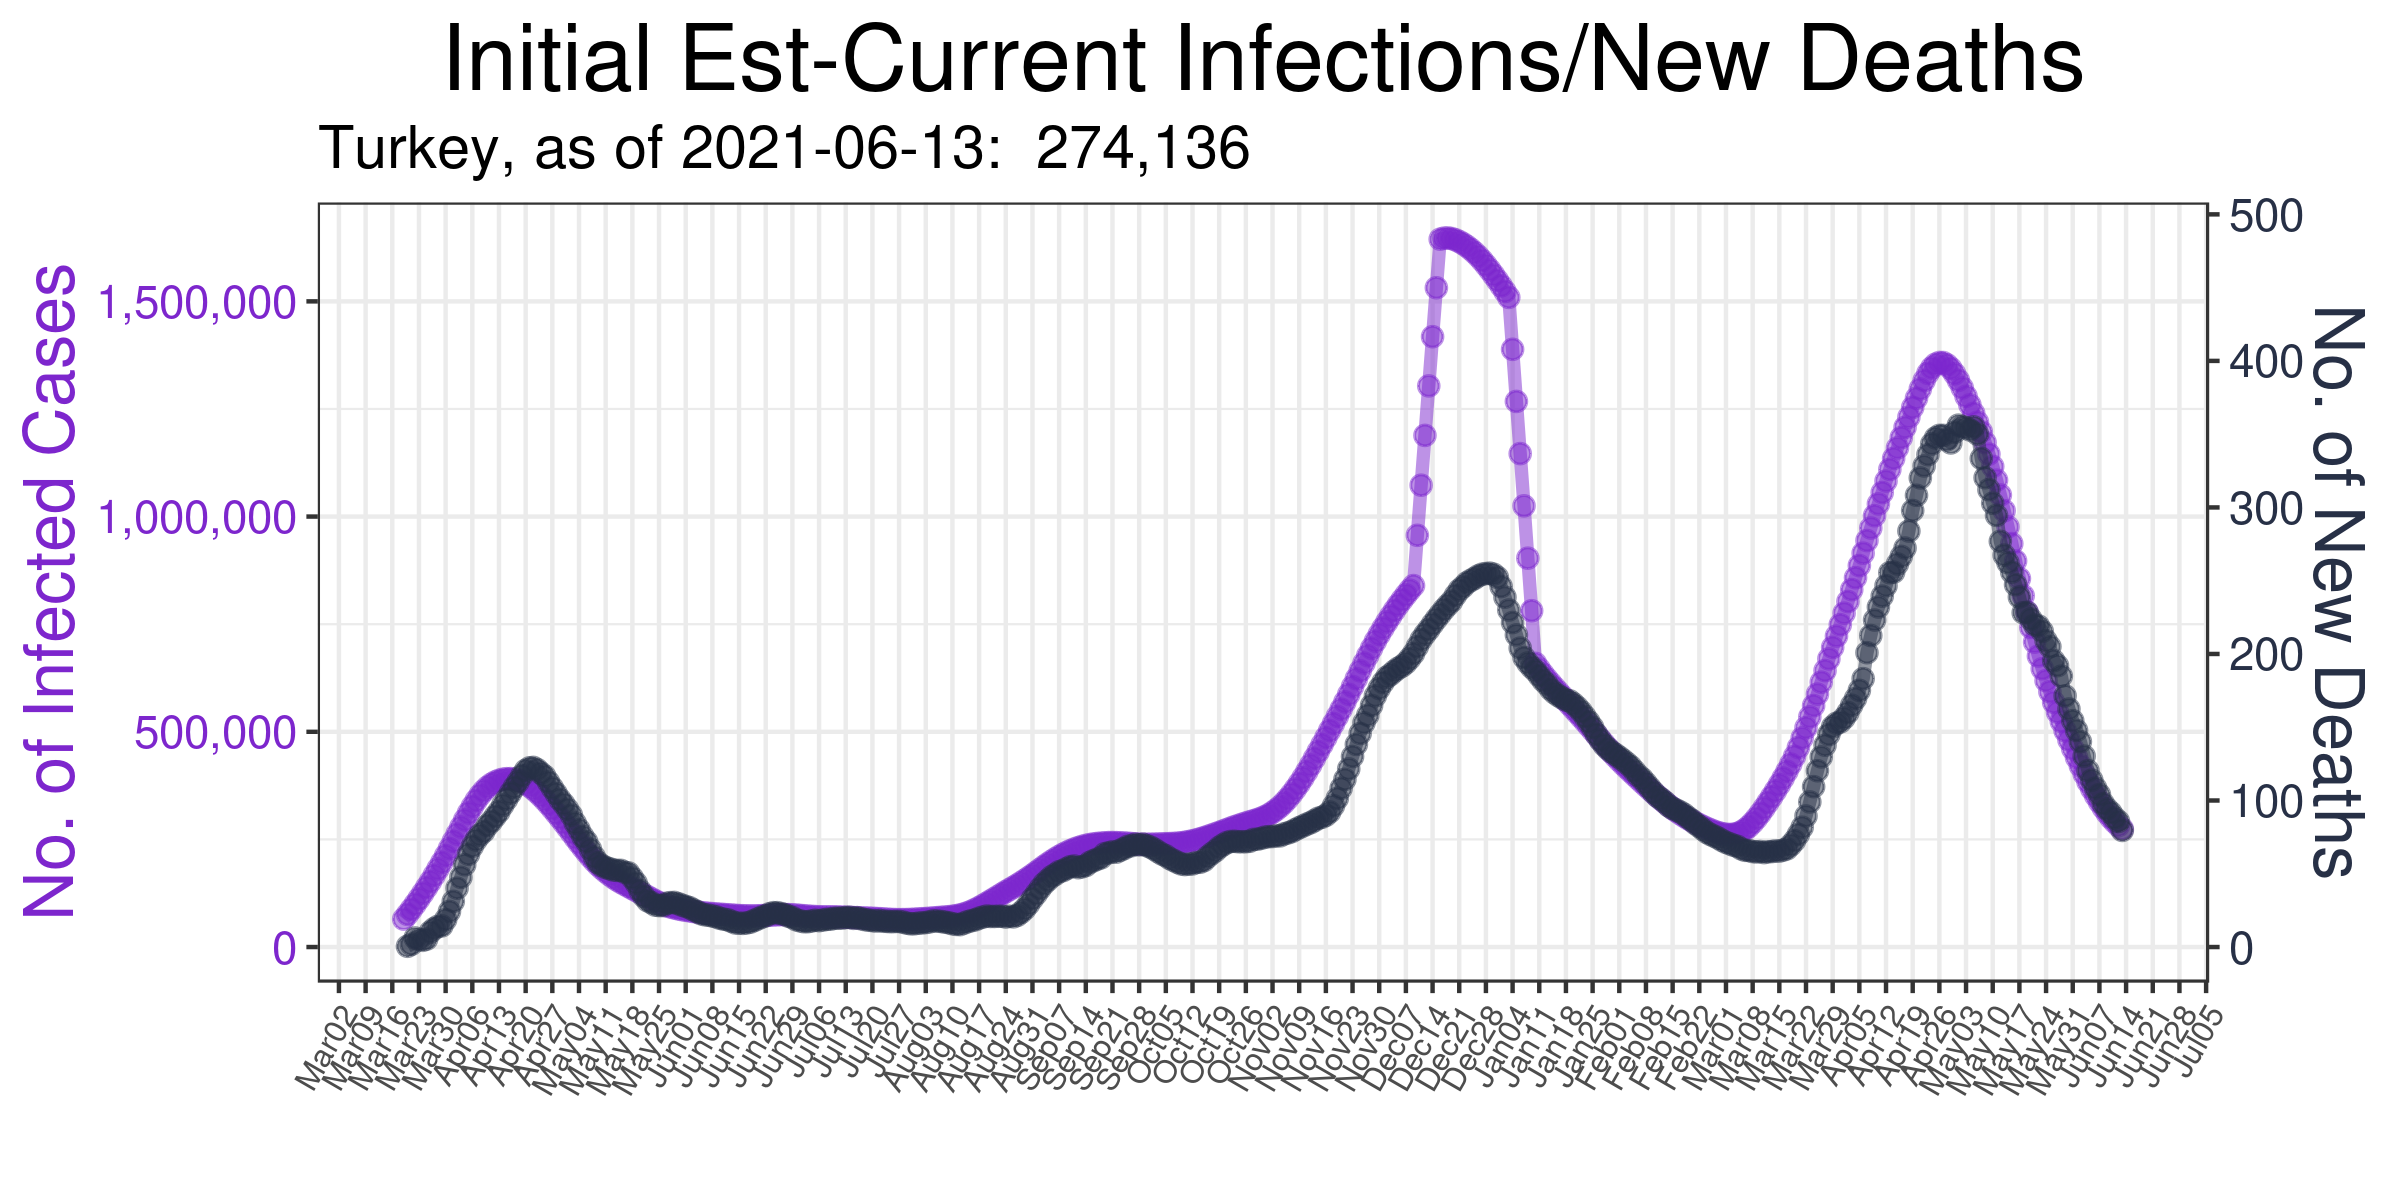 Initial Est-Current Infections/New Deaths
Turkey, as of 2021-06-13: 274,136
No. of Infected Cases
1,500,000
1,000,000
500,000
0
500
400
300
200
100
0
No. of New Deaths
Mar02
Mar09
Mar16
Mar23
Mar30
Apr06
Apr13
Apr20
Apr27
May04
May11
May18
May25
Jun01
Jun08
Jun15
Jun22
Jun29
Jul06
Jul13
Jul20
Jul27
Aug03
Aug10
Aug17
Aug24
Aug31
Sep07
Sep14
Sep21
Sep28
Oct05
Oct12
Oct19
Oct26
Nov02
Nov09
Nov16
Nov23
Nov30
Dec07
Dec14
Dec21
Dec28
Jan04
Jan11
Jan18
Jan25
Feb01
Feb08
Feb15
Feb22
Mar01
Mar08
Mar15
Mar22
Mar29
Apr05
Apr12
Apr19
Apr26
May03
May10
May17
May24
May31
Jun07
Jun14
Jun21
Jun28
Jul05